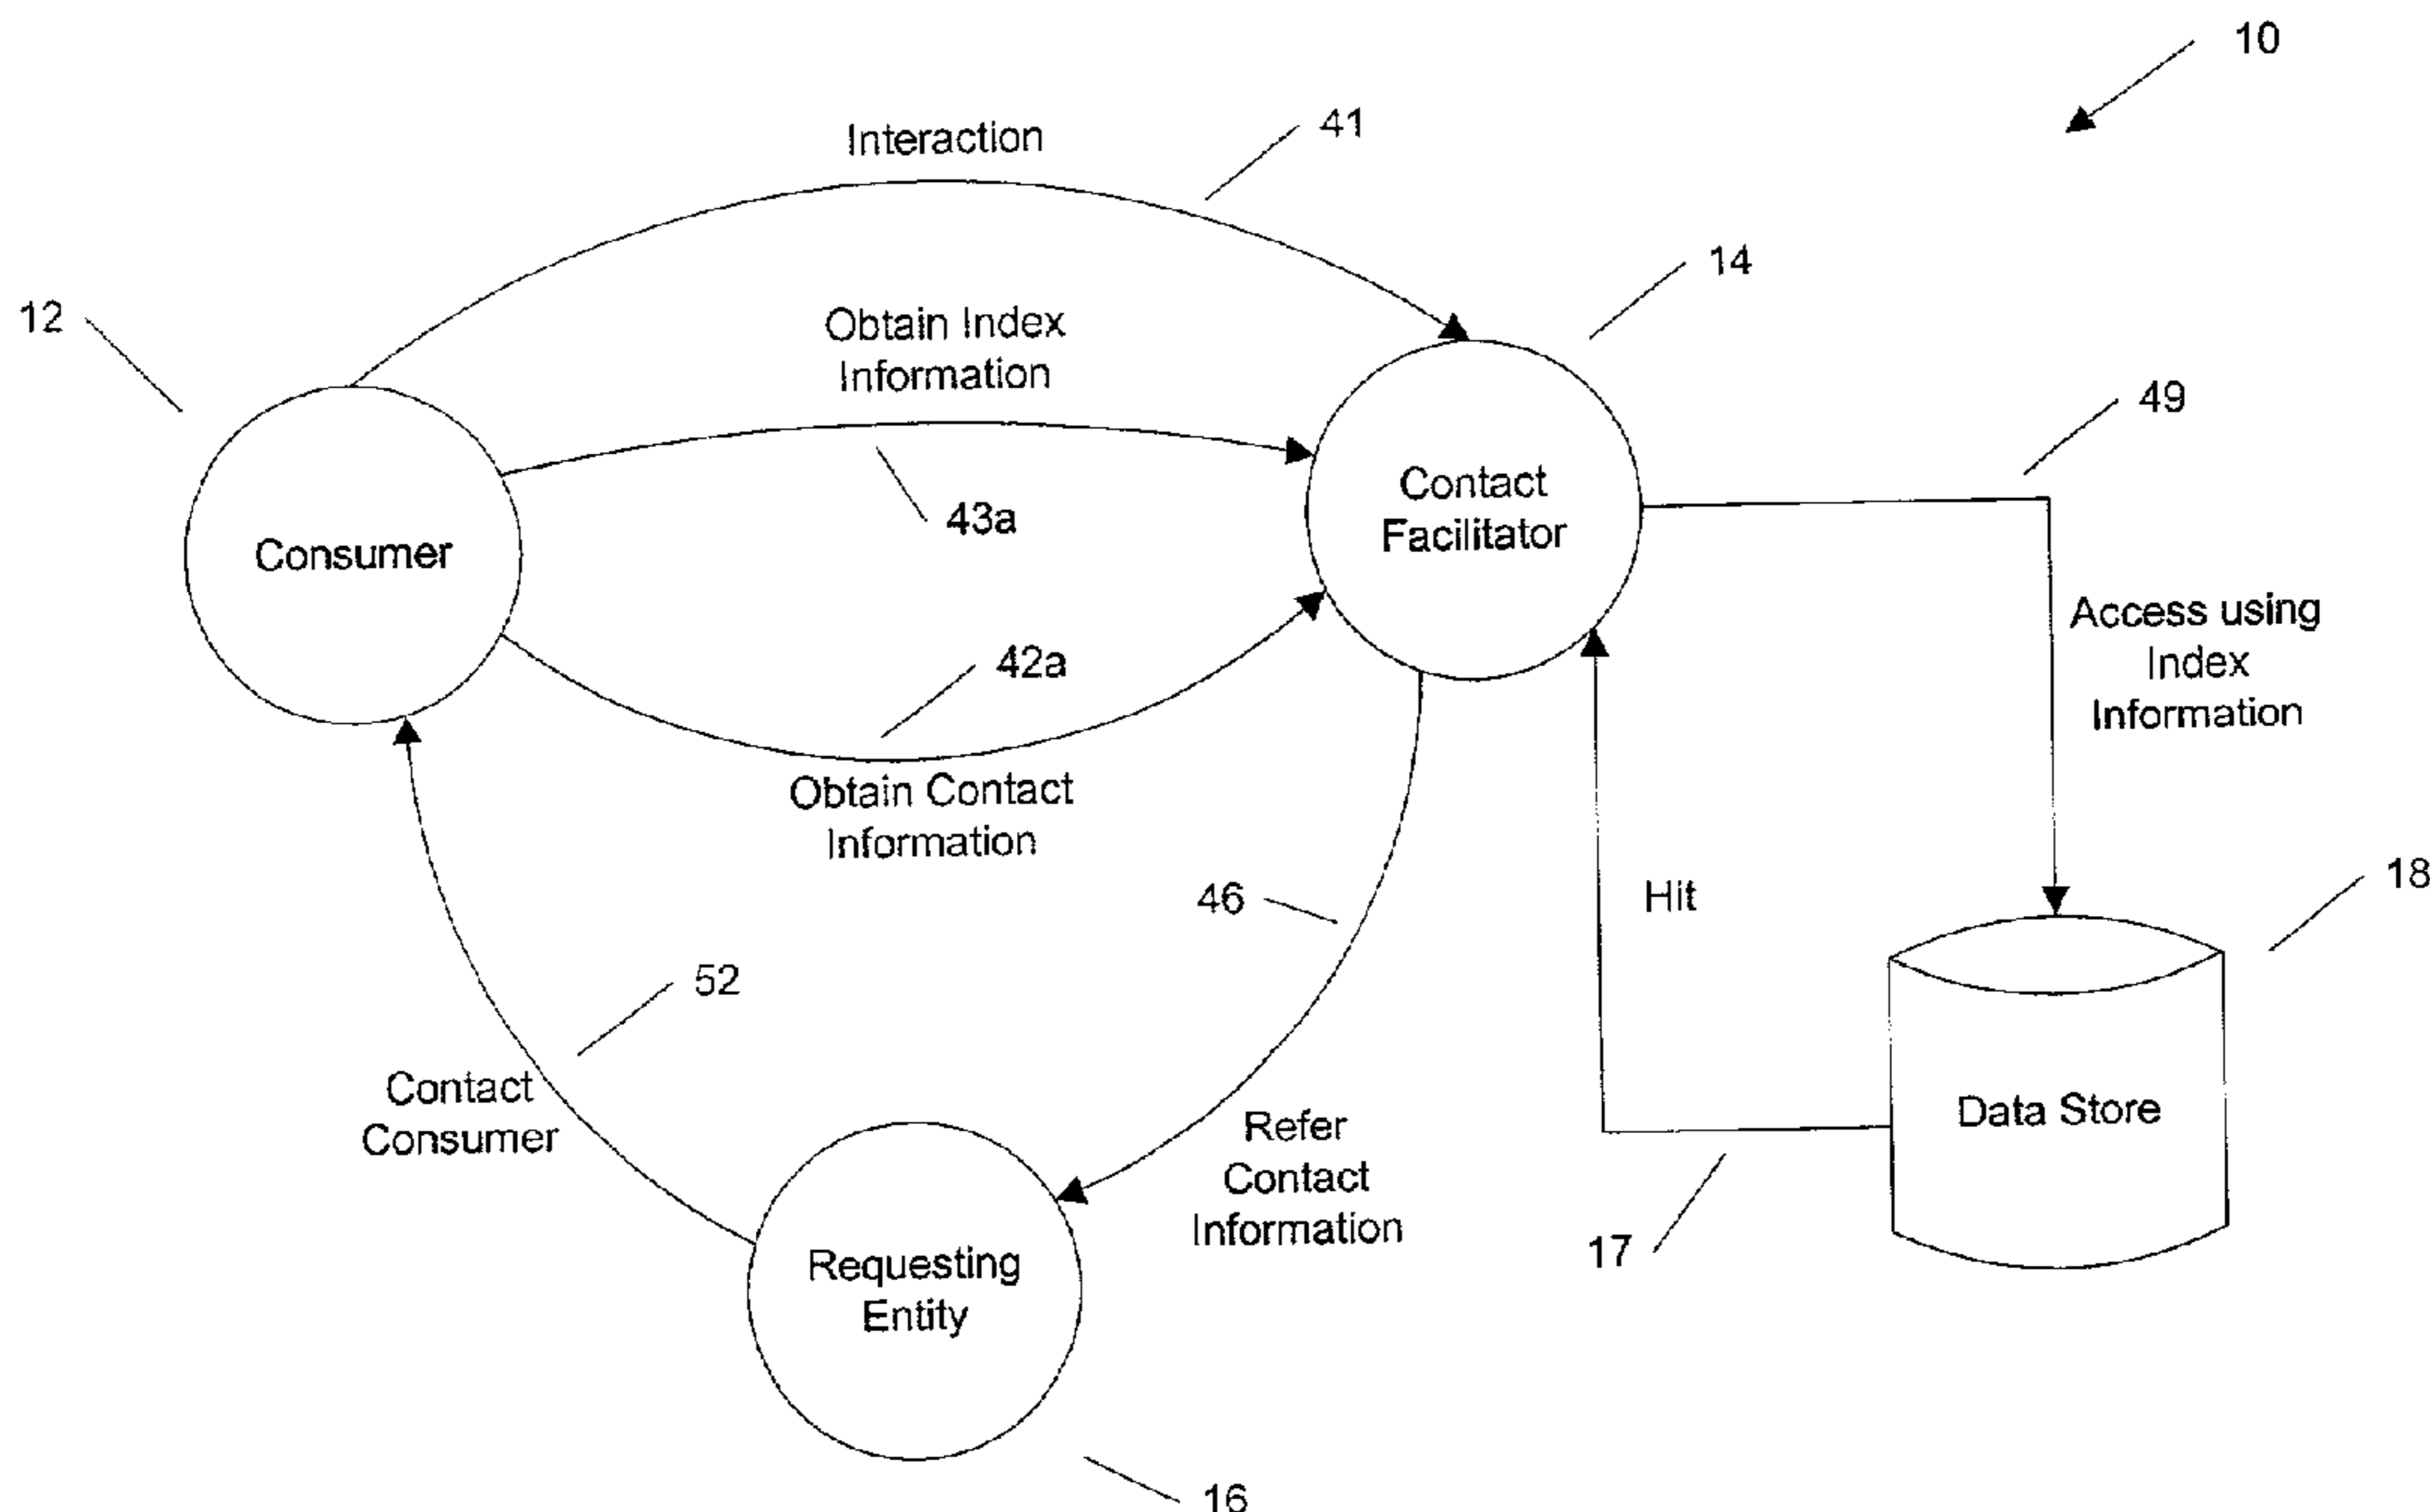 10
Interaction
41
14
12
Obtain Index
Information
43a
49
Contact
Facilitator
Consumer
Access using
Index
Information
42a
Obtain Contact
Information
46
Hit
18
52
Contact
Consumer
Refer
Contact
Information
Data Store
17
Requesting
Entity
16